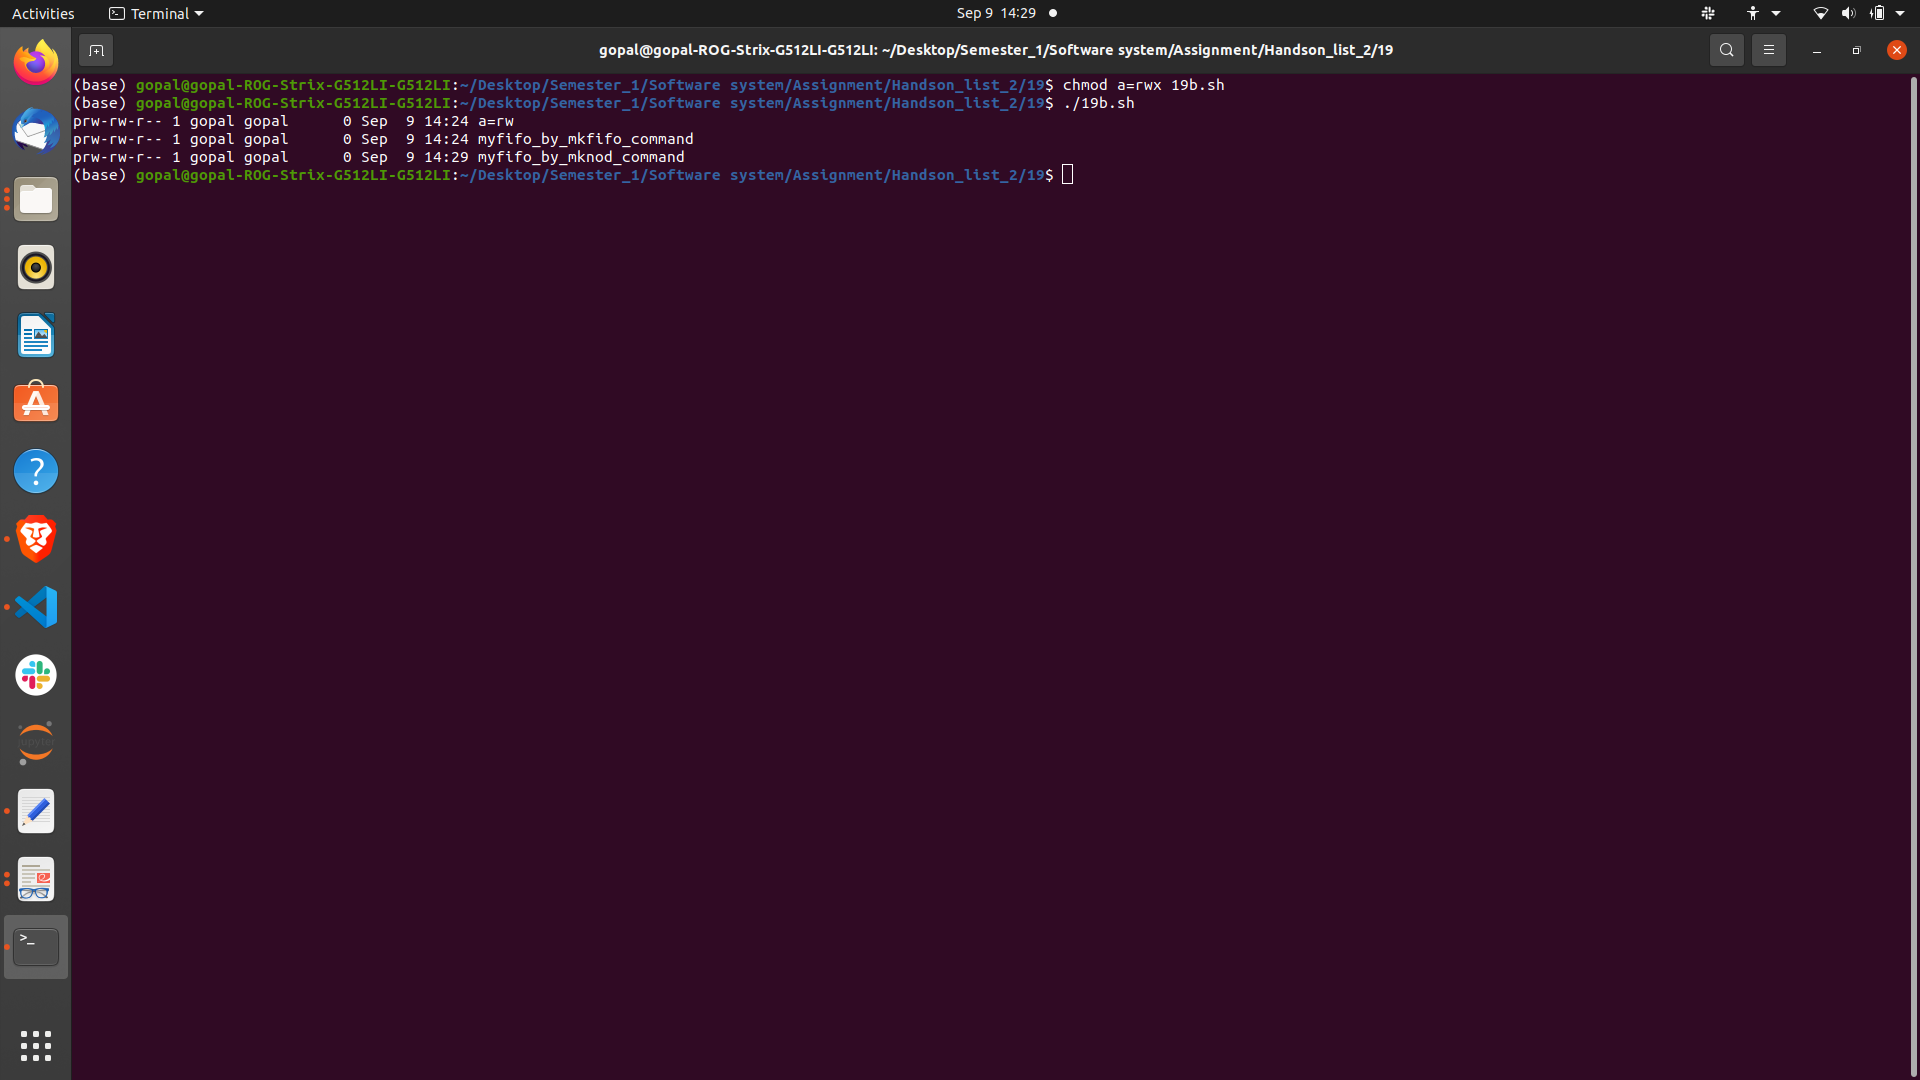 Activities
Terminal
Sep 9 14:29
gopal@gopal-ROG-Strix-G512LI-G512LI: ~/Desktop/Semester_1/Software system/Assignment/Handson_list_2/19
(base) gopal@gopal-ROG-Strix-G512LI-G512LI:~/Desktop/Semester_1/Software system/Assignment/Handson_list_2/19$ chmod a=rwx 19b.sh
(base) gopal@gopal-ROG-Strix-G512LI-G512LI:~/Desktop/Semester_1/Software system/Assignment/Handson_list_2/19$ ./19b.sh
prw-rw-r-- 1 gopal gopal      0 Sep  9 14:24 a=rw
prw-rw-r-- 1 gopal gopal      0 Sep  9 14:24 myfifo_by_mkfifo_command
prw-rw-r-- 1 gopal gopal      0 Sep  9 14:29 myfifo_by_mknod_command
(base) gopal@gopal-ROG-Strix-G512LI-G512LI:~/Desktop/Semester_1/Software system/Assignment/Handson_list_2/19$